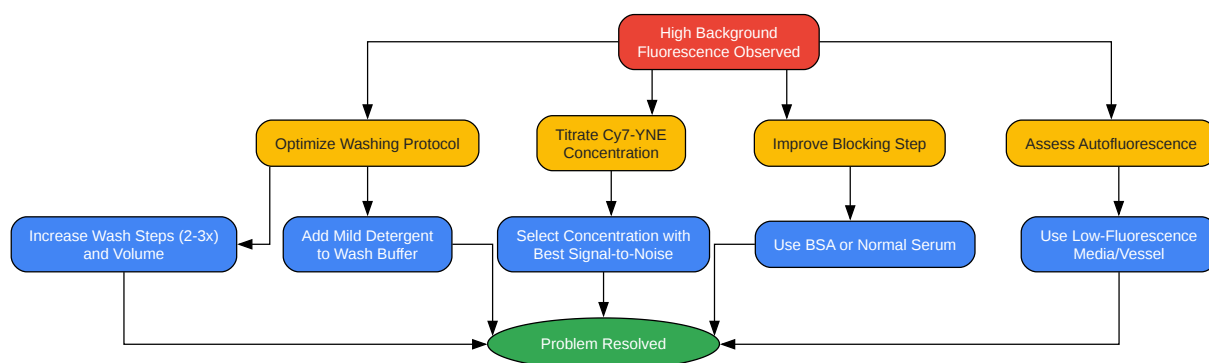 High Background
Fluorescence Observed
Optimize Washing Protocol
Titrate Cy7-YNE
Concentration
Improve Blocking Step
Assess Autofluorescence
Increase Wash Steps (2-3x)
and Volume
Add Mild Detergent
to Wash Buffer
Select Concentration with
Best Signal-to-Noise
Use BSA or Normal Serum
Use Low-Fluorescence
Media/Vessel
Problem Resolved